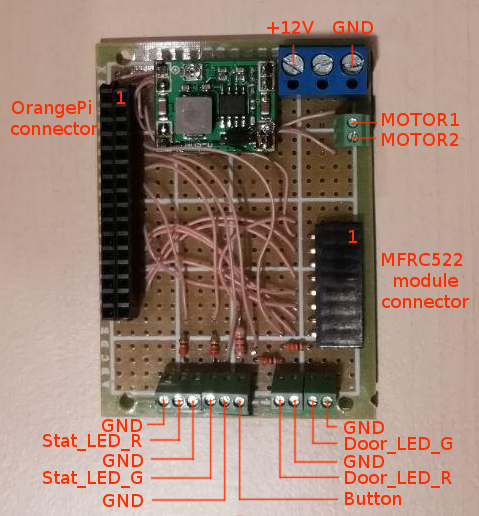 +12V GND
OrangePi
connector
1
MOTOR1
MOTOR2
1
MFRC522
module
connector
GND
Stat_LED_R
GND
Stat_LED_G
GND
GND
Door_LED_G
GND
Door_LED_R
Button